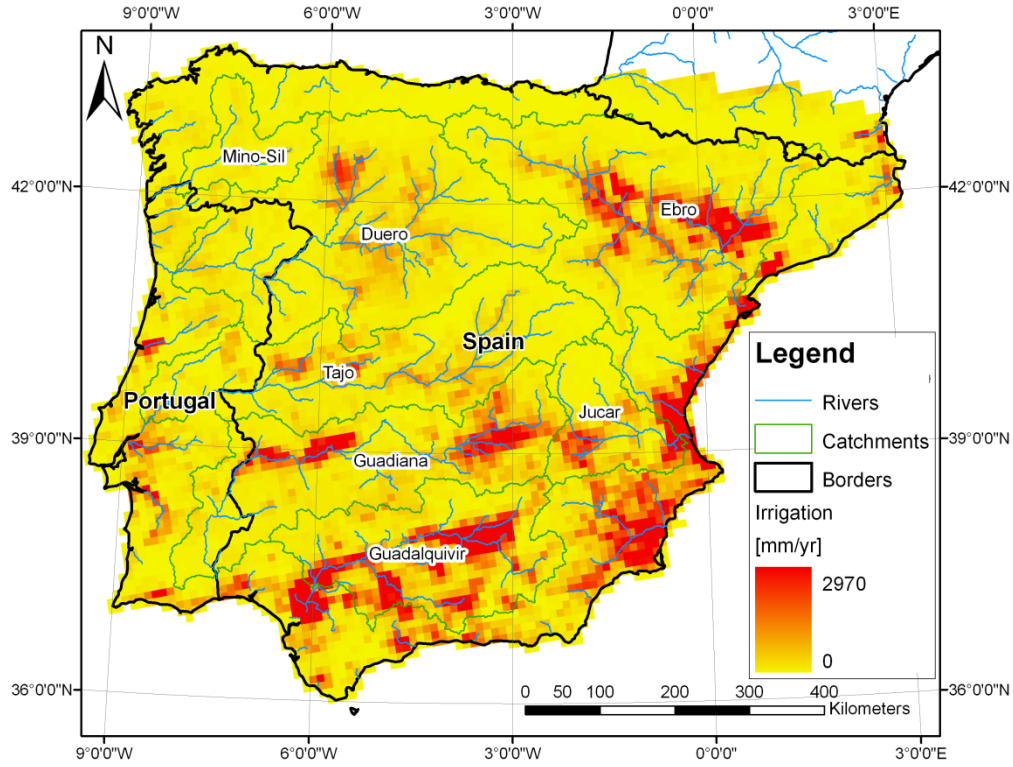 9°0'0"W 6°0'0"W 3°0'0"W 0°0'0" 3°0'0"E
N
Mino-Sil
42°0'0"N 42°0'0"N
Ebro
Duero
Spain
Legend
Tajo
Portugal
Rivers
Jucar
39°0'0"N 39°0'0"N
Catchments
Guadiana
Borders
Irrigation
[mm/yr]
Guadalquivir
2970
0
36°0'0"N 36°0'0"N
0 50 100 200 300 400
Kilometers
9°0'0"W 6°0'0"W 3°0'0"W 0°0'0" 3°0'0"E